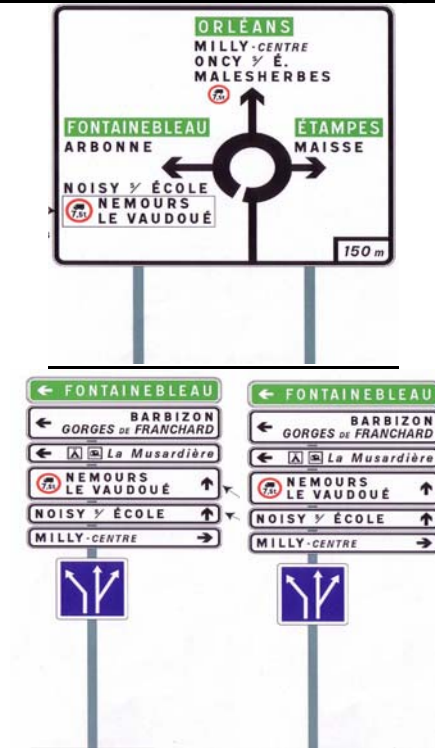 ORLÉANS
MILLY-CENTRE
ONCY S/ É.
MALESHERBES
FONTAINEBLEAU
ARBONNE
ÉTAMPES
MAISSE
NOISY S/ ÉCOLE
7,5t NEMOURS
LE VAUDOUÉ
150 m
FONTAINEBLEAU
BARBIZON
GORGES DE FRANCHARD
La Musardière
7,5t NEMOURS
LE VAUDOUÉ
NOISY S/ ÉCOLE
MILLY-CENTRE
FONTAINEBLEAU
BARBIZON
GORGES DE FRANCHARD
La Musardière
7,5t NEMOURS
LE VAUDOUÉ
NOISY S/ ÉCOLE
MILLY-CENTRE